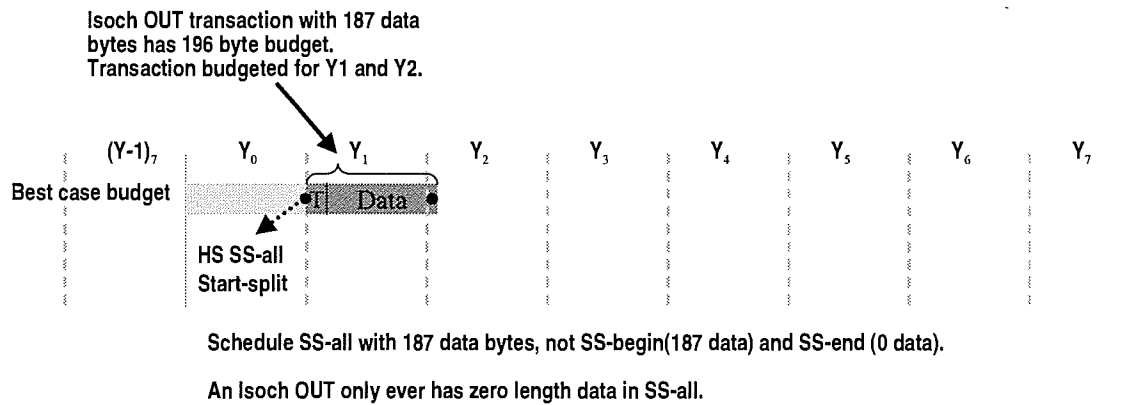 Isoch OUT transaction with 187 data
bytes has 196 byte budget.
Transaction budgeted for Y1 and Y2.
(Y-1)₇ Y₀ Y₁ Y₂ Y₃ Y₄ Y₅ Y₆ Y₇
Best case budget T Data
HS SS-all
Start-split
Schedule SS-all with 187 data bytes, not SS-begin(187 data) and SS-end (0 data).
An Isoch OUT only ever has zero length data in SS-all.